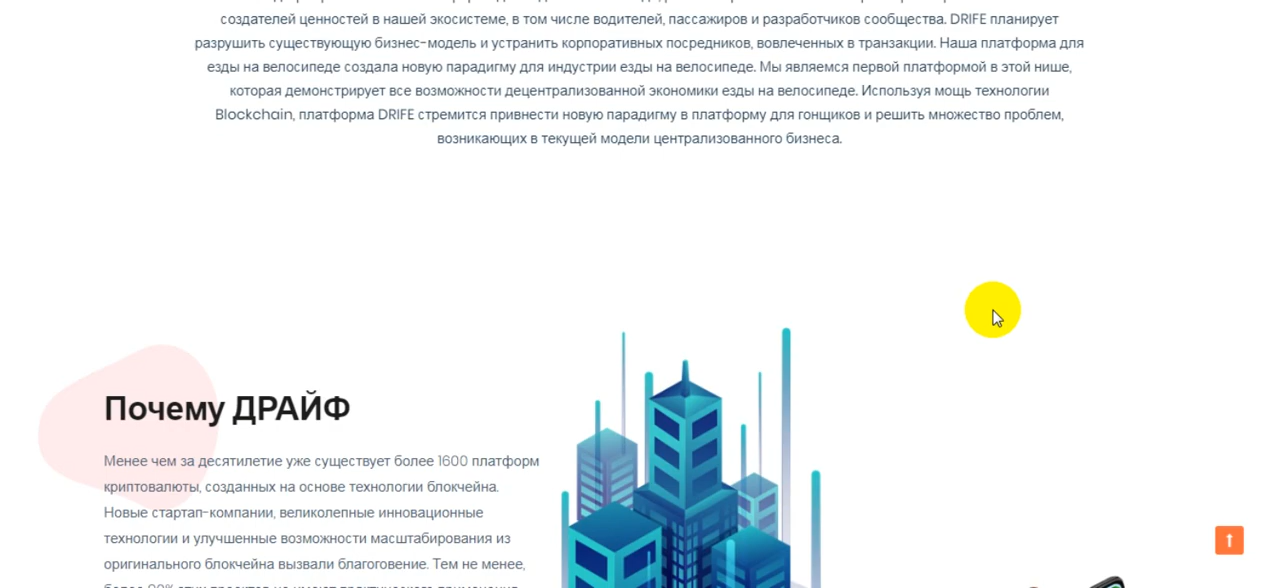 создателей ценностей в нашей экосистеме, в том числе водителей, пассажиров и разработчиков сообщества. DRIFE планирует
разрушить существующую бизнес-модель и устранить корпоративных посредников, вовлеченных в транзакции. Наша платформа для
езды на велосипеде создала новую парадигму для индустрии езды на велосипеде. Мы являемся первой платформой в этой нише,
которая демонстрирует все возможности децентрализованной экономики езды на велосипеде. Используя мощь технологии
Blockchain, платформа DRIFE стремится привнести новую парадигму в платформу для гонщиков и решить множество проблем,
возникающих в текущей модели централизованного бизнеса.
Почему ДРАЙФ
Менее чем за десятилетие уже существует более 1600 платформ
криптовалюты, созданных на основе технологии блокчейна.
Новые стартап-компании, великолепные инновационные
технологии и улучшенные возможности масштабирования из
оригинального блокчейна вызвали благоговение. Тем не менее,